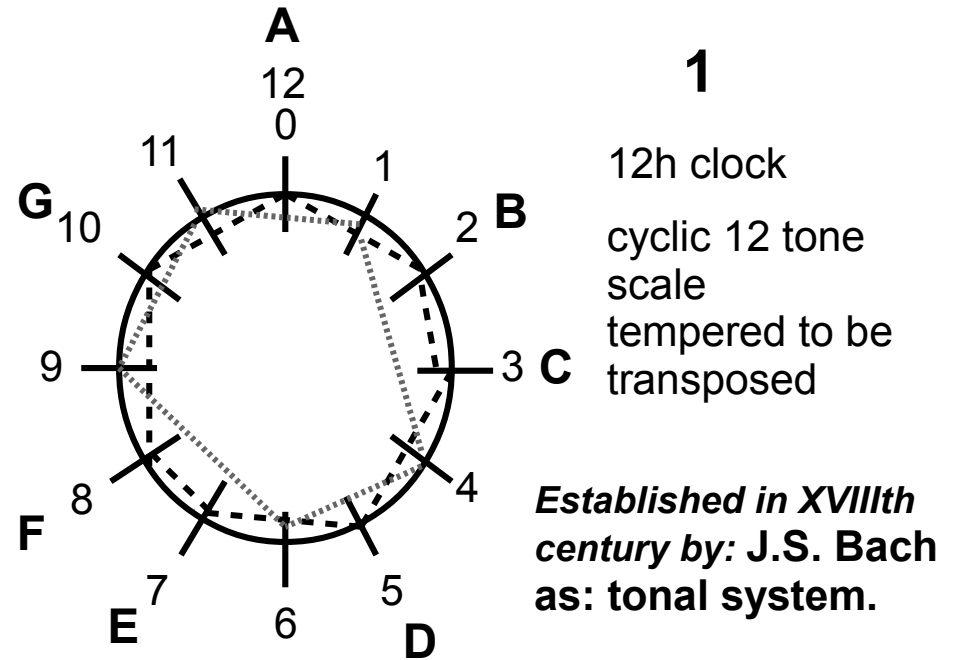 A
12
0
11
1
G
10
2
B
9
3
C
8
4
F
7
5
E
6
D
1
12h clock
cyclic 12 tone
scale
tempered to be
transposed
Established in XVIIIth
century by: J.S. Bach
as: tonal system.